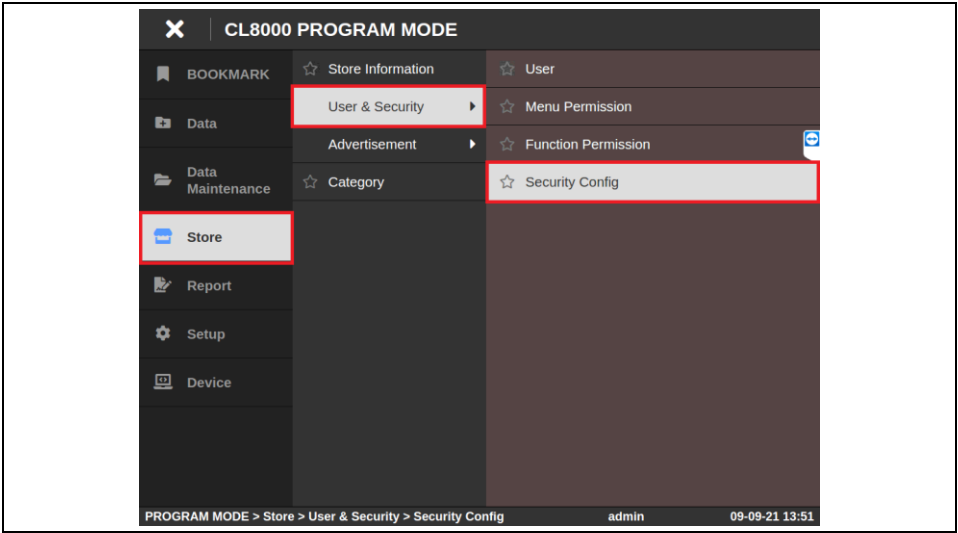 CL8000 PROGRAM MODE
BOOKMARK
Data
Data
Maintenance
Store
Report
Setup
Device
Store Information
User & Security
Advertisement
Category
User
Menu Permission
Function Permission
Security Config
PROGRAM MODE > Store > User & Security > Security Config admin 09-09-21 13:51